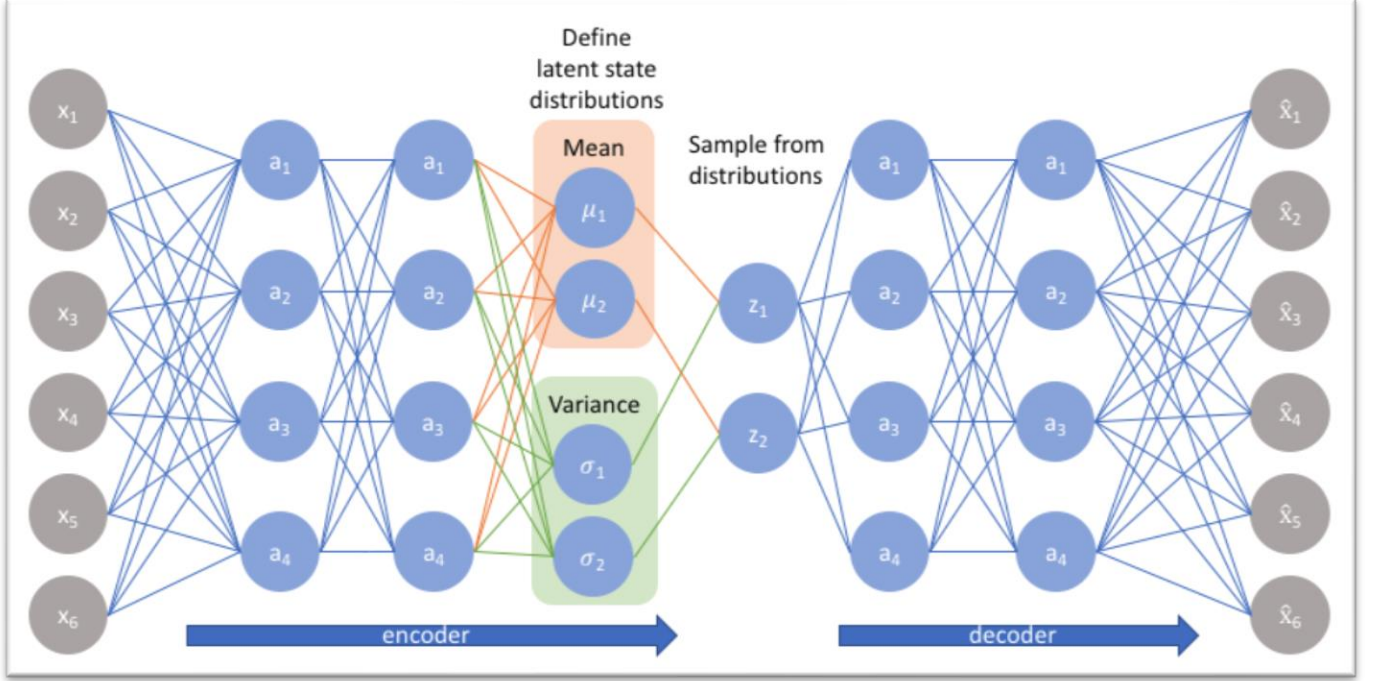 Define
latent state
distributions
Sample from
distributions
Mean
Variance
x₁
x₂
x₃
x₄
x₅
x₆
a₁
a₂
a₃
a₄
a₁
a₂
a₃
a₄
μ₁
μ₂
σ₁
σ₂
z₁
z₂
a₁
a₂
a₃
a₄
a₁
a₂
a₃
a₄
x̂₁
x̂₂
x̂₃
x̂₄
x̂₅
x̂₆
encoder
decoder